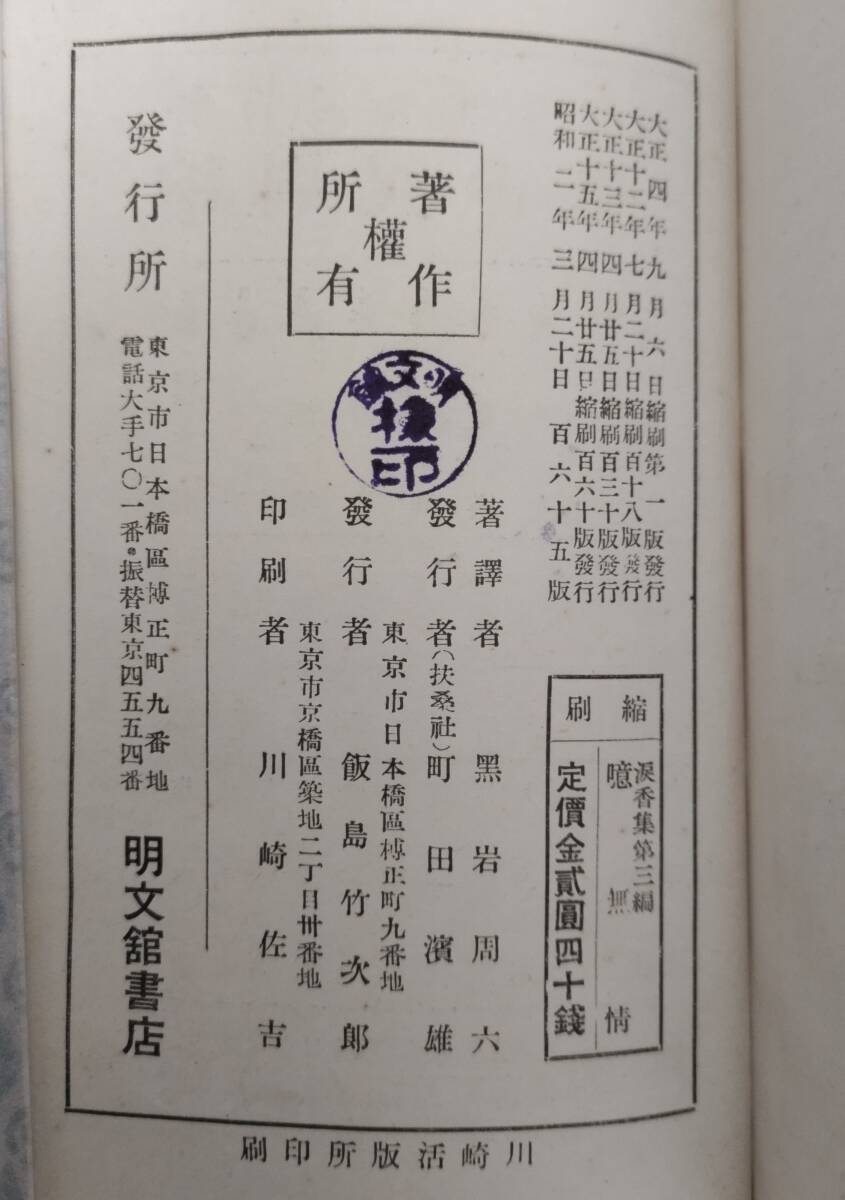 大正四年九月六日縮刷第一版發行
大正十二年七月二十日縮刷百十八版發行
大正十三年四月廿五日縮刷百三十版發行
大正十五年四月廿五日縮刷百六十版發行
昭和二年三月二十日百六十五版
縮刷
涙香集第三編
噫無情
定價金貳圓四十錢
著作權所有
明文館
檢印
著譯者 黑岩周六
發行者(扶桑社)町田濱雄
東京市日本橋區榑正町九番地
發行者 飯島竹次郎
東京市京橋區築地二丁目卅番地
印刷者 川崎佐吉
發行所
東京市日本橋區榑正町九番地
電話大手七〇一番・振替東京四五五四番
明文舘書店
川崎活版所印刷